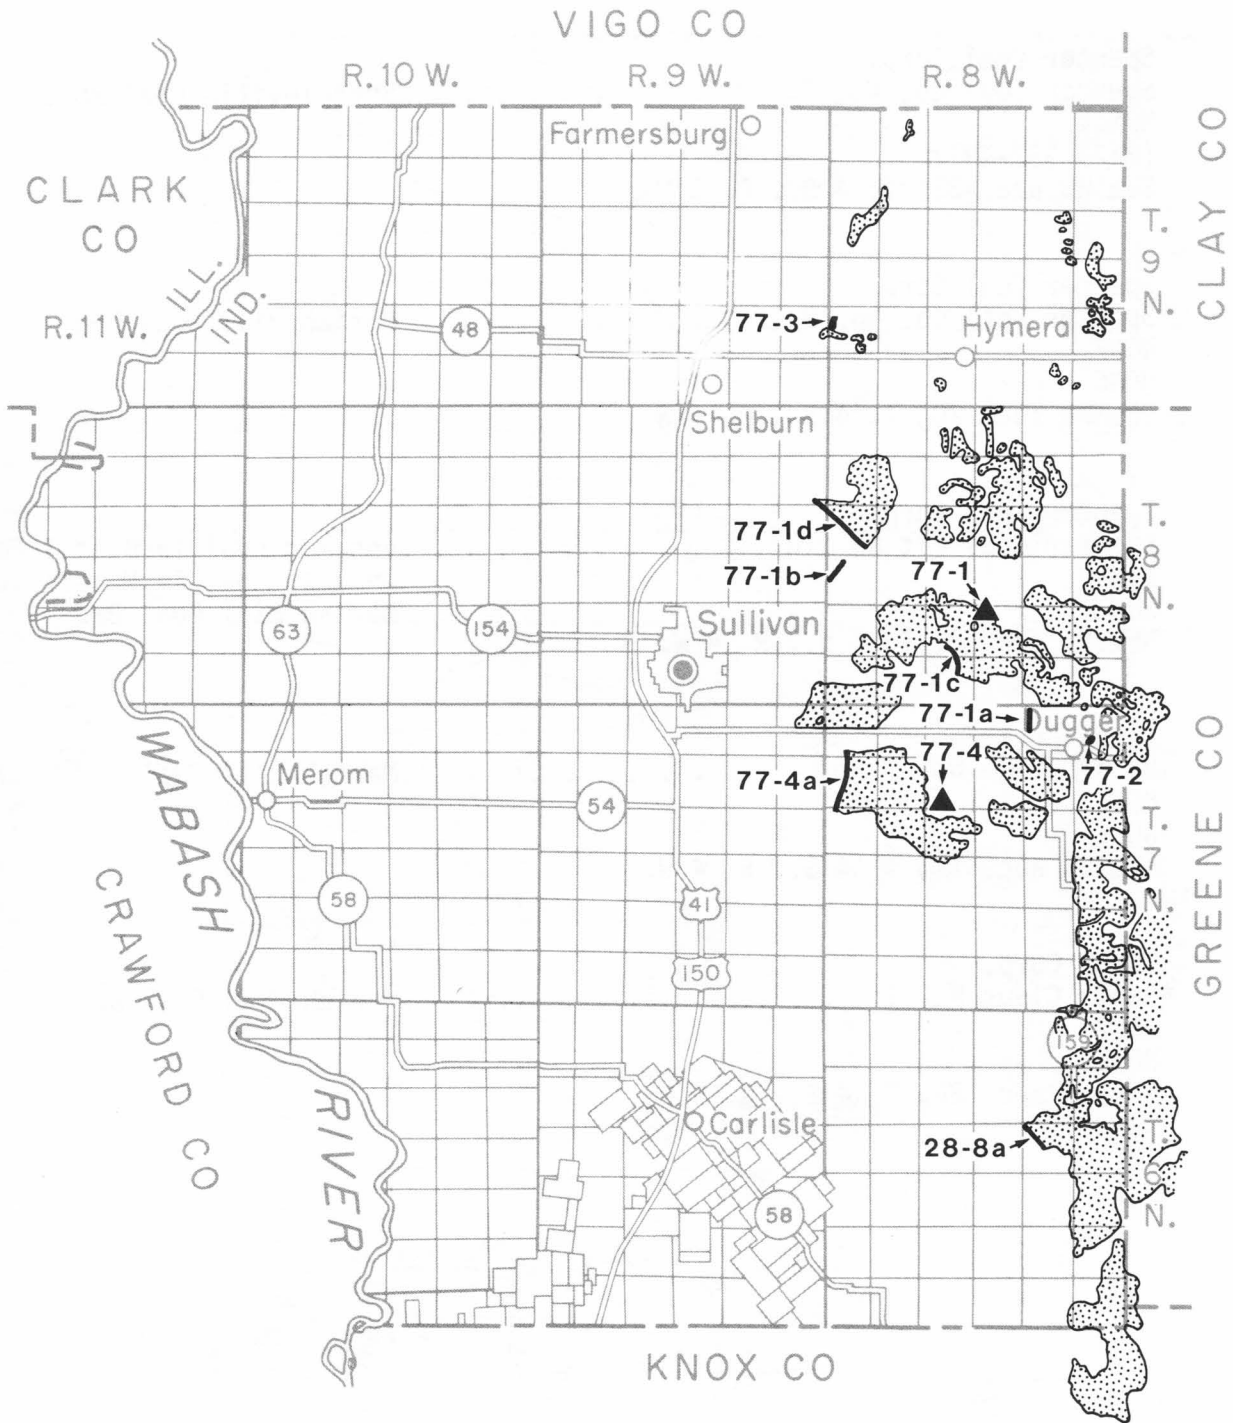 VIGO CO
R. 10 W.
R. 9 W.
R. 8 W.
Farmersburg
CLARK
CO
ILL.
IND.
R. 11 W.
T.
9
N.
CLAY CO
48
77-3
Hymera
Shelburn
77-1d
77-1b
77-1
T.
8
N.
63
154
Sullivan
77-1c
77-1a
Dugger
77-4
77-4a
77-2
Merom
54
T.
7
N.
GREENE CO
WABASH
RIVER
CRAWFORD CO
58
41
150
159
Carlisle
28-8a
T.
6
N.
58
KNOX CO